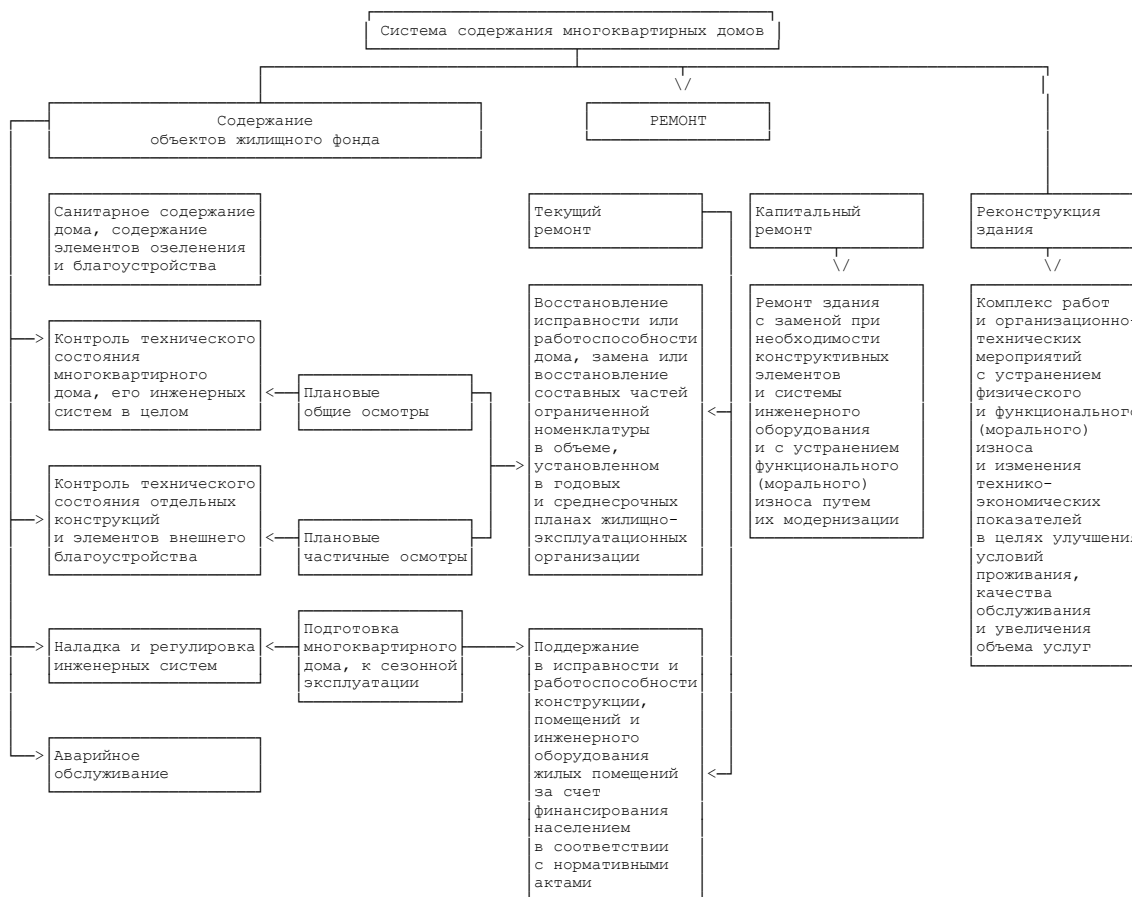 Система содержания многоквартирных домов
Содержание
объектов жилищного фонда
РЕМОНТ
Санитарное содержание
дома, содержание
элементов озеленения
и благоустройства
Текущий
ремонт
Капитальный
ремонт
Реконструкция
здания
Контроль технического
состояния
многоквартирного
дома, его инженерных
систем в целом
Плановые
общие осмотры
Восстановление
исправности или
работоспособности
дома, замена или
восстановление
составных частей
ограниченной
номенклатуры
в объеме,
установленном
в годовых
и среднесрочных
планах жилищно-
эксплуатационных
организации
Ремонт здания
с заменой при
необходимости
конструктивных
элементов
и системы
инженерного
оборудования
и с устранением
функционального
(морального)
износа путем
их модернизации
Комплекс работ
и организационно-
технических
мероприятий
с устранением
физического
и функционального
(морального)
износа
и изменения
технико-
экономических
показателей
в целях улучшения
условий
проживания,
качества
обслуживания
и увеличения
объема услуг
Контроль технического
состояния отдельных
конструкций
и элементов внешнего
благоустройства
Плановые
частичные осмотры
Наладка и регулировка
инженерных систем
Подготовка
многоквартирного
дома, к сезонной
эксплуатации
Поддержание
в исправности и
работоспособности
конструкции,
помещений и
инженерного
оборудования
жилых помещений
за счет
финансирования
населением
в соответствии
с нормативными
актами
Аварийное
обслуживание